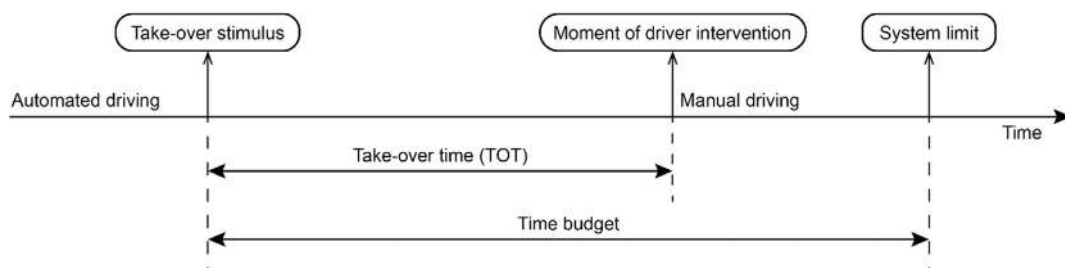 Take-over stimulus
Moment of driver intervention
System limit
Automated driving
Manual driving
Time
Take-over time (TOT)
Time budget